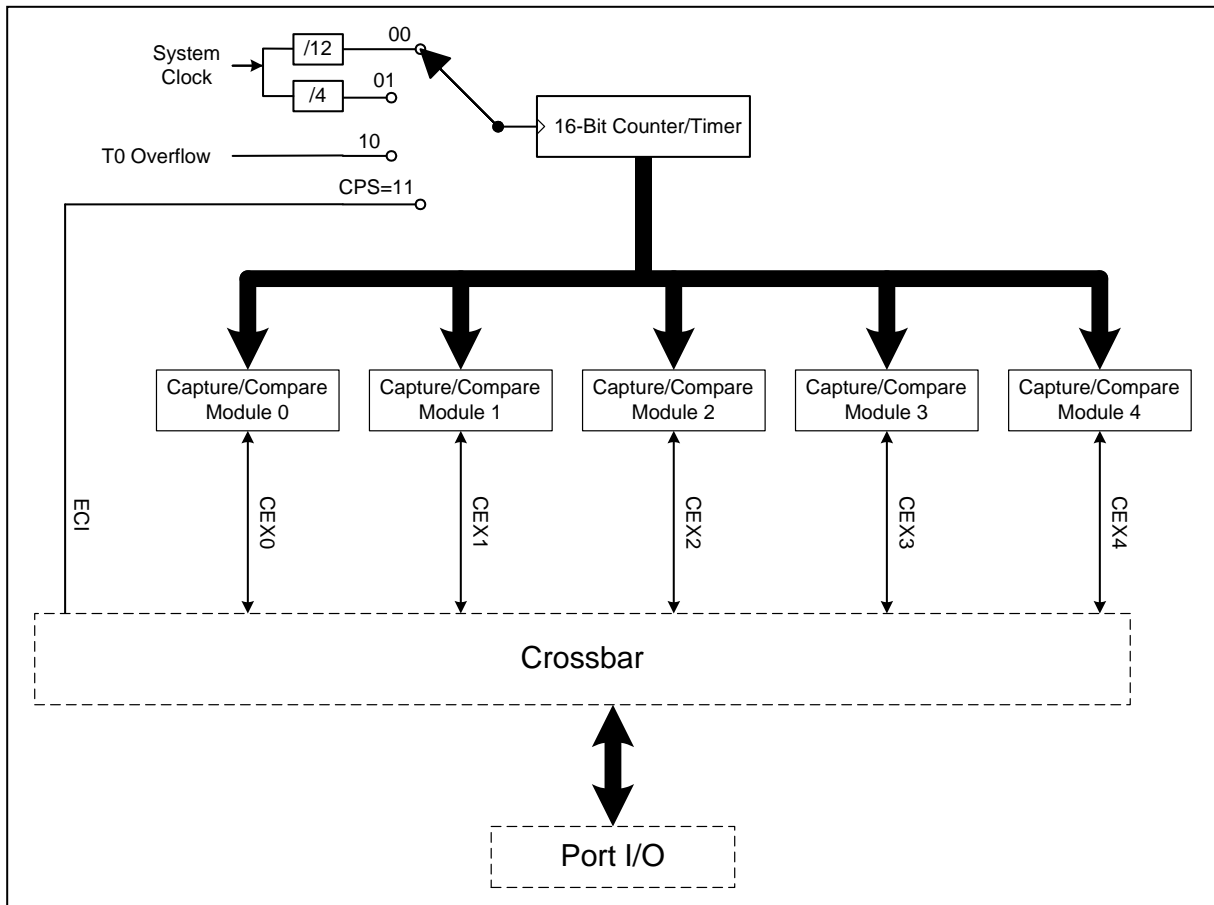 System
Clock
/12
00
/4
01
16-Bit Counter/Timer
T0 Overflow
10
CPS=11
Capture/Compare
Module 0
Capture/Compare
Module 1
Capture/Compare
Module 2
Capture/Compare
Module 3
Capture/Compare
Module 4
ECI
CEX0
CEX1
CEX2
CEX3
CEX4
Crossbar
Port I/O